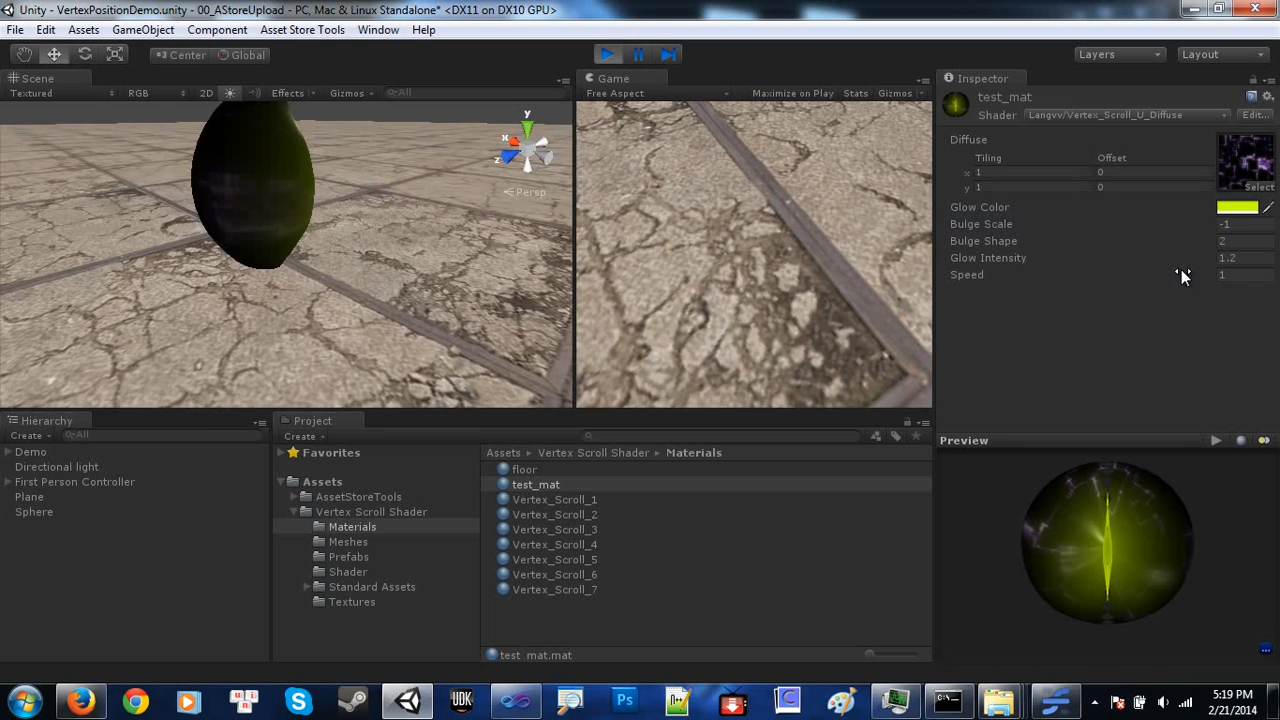 Unity - VertexPositionDemo.unity - 00_AStoreUpload - PC, Mac & Linux Standalone* <DX11 on DX10 GPU>
File Edit Assets GameObject Component Asset Store Tools Window Help
Center Global Layers Layout
Scene Game Inspector
Textured RGB 2D Effects Gizmos All Free Aspect Maximize on Play Stats Gizmos
test_mat
Shader Langvv/Vertex_Scroll_U_Diffuse Edit...
y
x
z
Persp
Diffuse
Tiling Offset
x 1 0
y 1 0
Select
Glow Color
Bulge Scale -1
Bulge Shape 2
Glow Intensity 1.2
Speed 1
Hierarchy
Create All
Demo
Directional light
First Person Controller
Plane
Sphere
Project
Create
Favorites
Assets
AssetStoreTools
Vertex Scroll Shader
Materials
Meshes
Prefabs
Shader
Standard Assets
Textures
Assets Vertex Scroll Shader Materials
floor
test_mat
Vertex_Scroll_1
Vertex_Scroll_2
Vertex_Scroll_3
Vertex_Scroll_4
Vertex_Scroll_5
Vertex_Scroll_6
Vertex_Scroll_7
test_mat.mat
Preview
UDK Ps
5:19 PM
2/21/2014